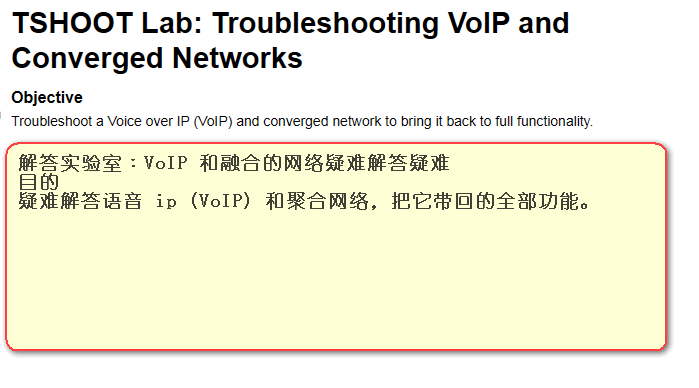 TSHOOT Lab: Troubleshooting VoIP and
Converged Networks
Objective
Troubleshoot a Voice over IP (VoIP) and converged network to bring it back to full functionality.
解答实验室：VoIP 和融合的网络疑难解答疑难
目的
疑难解答语音 ip (VoIP) 和聚合网络，把它带回的全部功能。